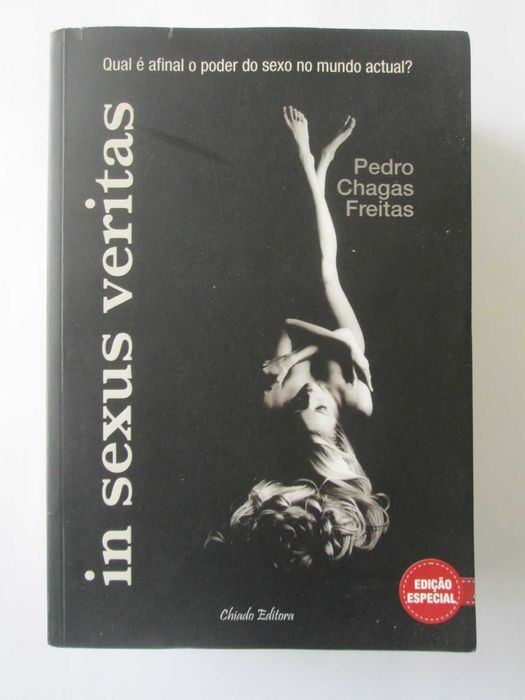 Qual é afinal o poder do sexo no mundo actual?
in sexus veritas
Pedro
Chagas
Freitas
EDIÇÃO
ESPECIAL
Chiado Editora